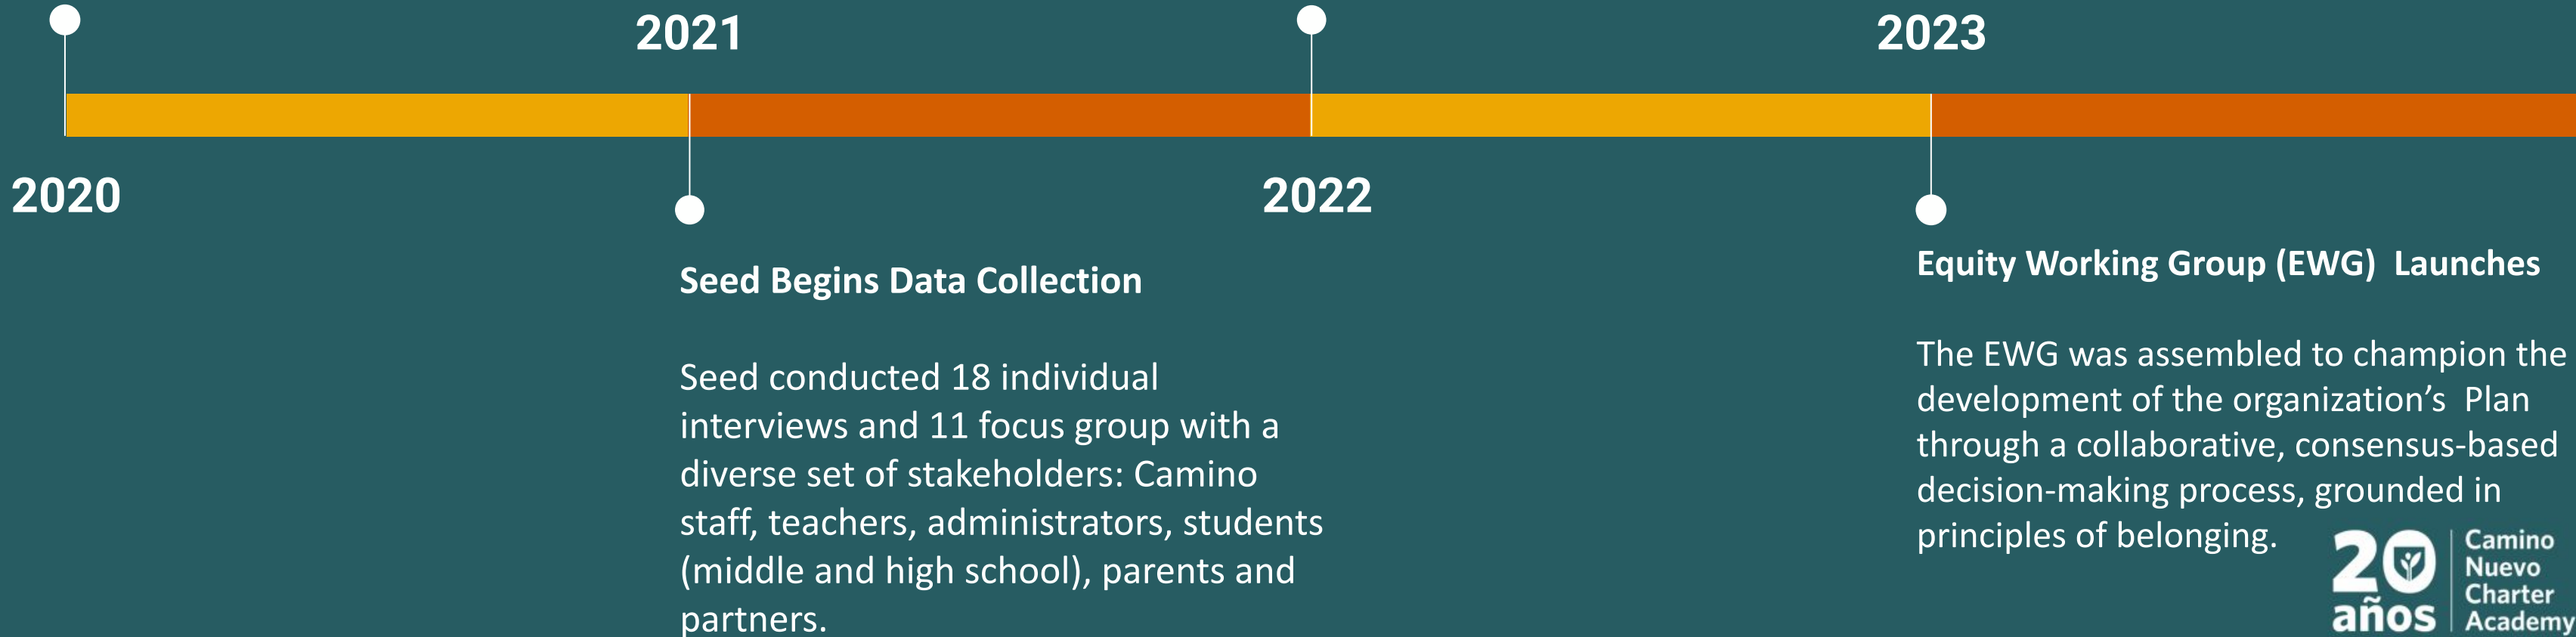 2021
2023
2020
2022
Seed Begins Data Collection
Seed conducted 18 individual
interviews and 11 focus group with a
diverse set of stakeholders: Camino
staff, teachers, administrators, students
(middle and high school), parents and
partners.
Equity Working Group (EWG)  Launches
The EWG was assembled to champion the
development of the organization’s  Plan
through a collaborative, consensus-based
decision-making process, grounded in
principles of belonging.
20
años
Camino
Nuevo
Charter
Academy